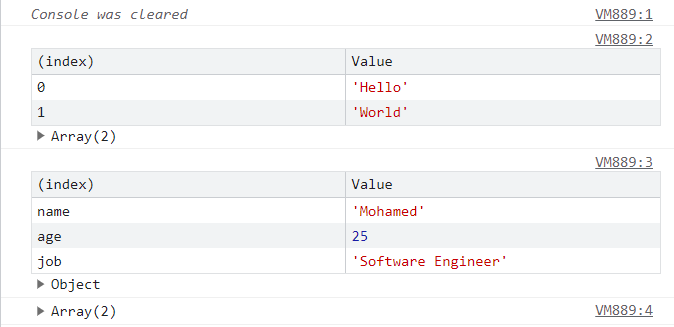 Console was cleared VM889:1
VM889:2
(index) Value
0 'Hello'
1 'World'
▶ Array(2)
VM889:3
(index) Value
name 'Mohamed'
age 25
job 'Software Engineer'
▶ Object
▶ Array(2) VM889:4